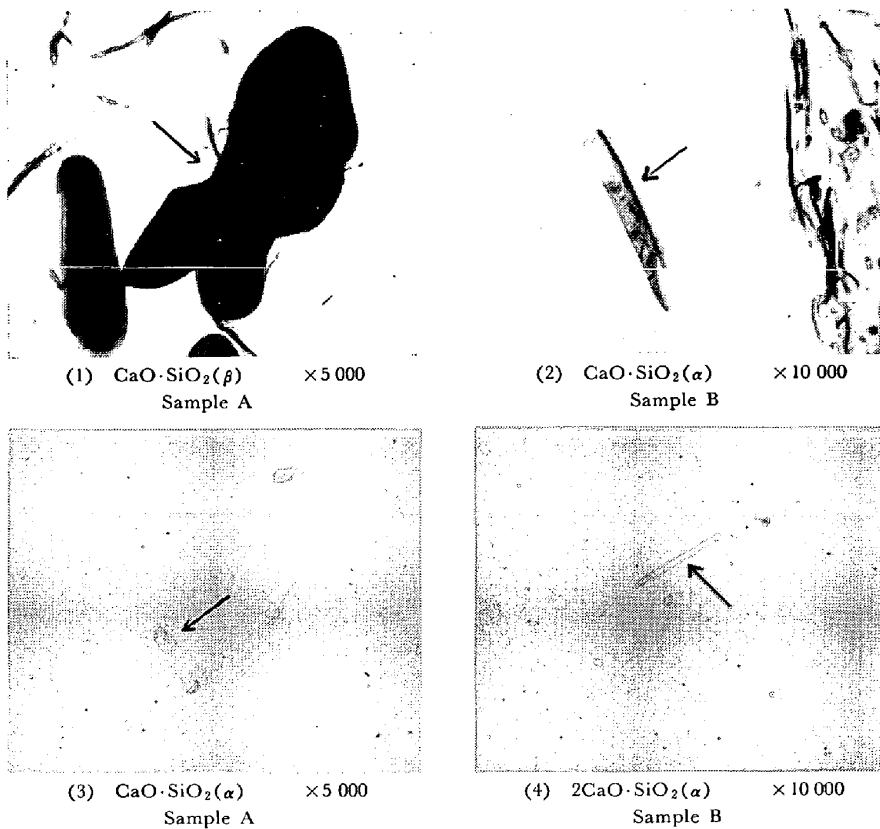 (1) CaO·SiO₂(β) ×5 000
Sample A
(2) CaO·SiO₂(α) ×10 000
Sample B
(3) CaO·SiO₂(α) ×5 000
Sample A
(4) 2CaO·SiO₂(α) ×10 000
Sample B